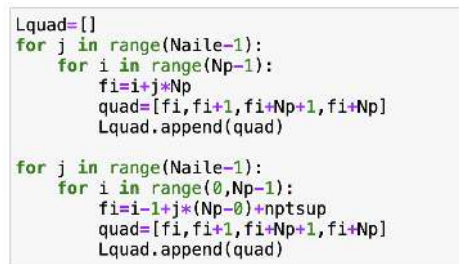 Lquad=[]
for j in range(Naile-1):
    for i in range(Np-1):
        fi=i+j*Np
        quad=[fi,fi+1,fi+Np+1,fi+Np]
        Lquad.append(quad)

for j in range(Naile-1):
    for i in range(0,Np-1):
        fi=i-1+j*(Np-0)+nptsup
        quad=[fi,fi+1,fi+Np+1,fi+Np]
        Lquad.append(quad)